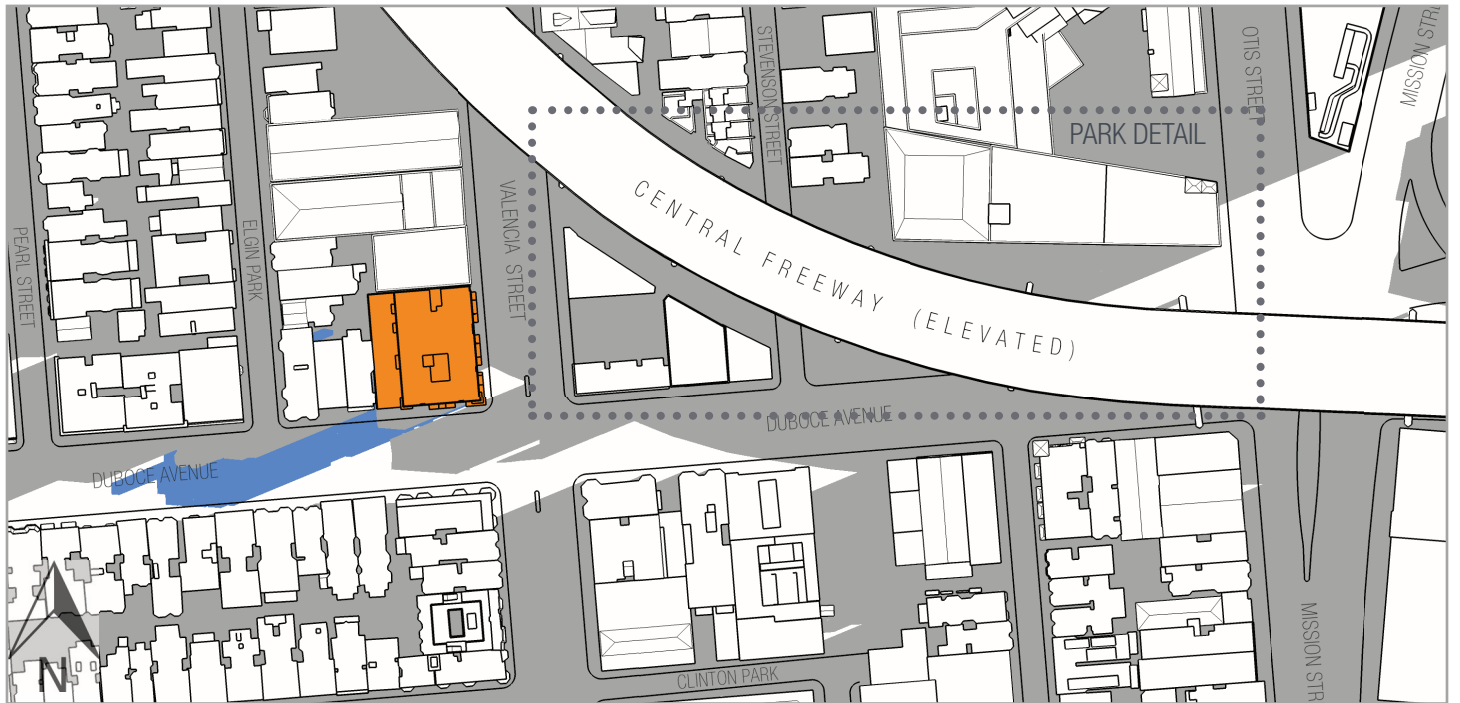 STEVENSON STREET
OTIS STREET
MISSION STR
PARK DETAIL
VALENCIA STREET
CENTRAL FREEWAY (ELEVATED)
ELGIN PARK
PEARL STREET
DUBOCE AVENUE
DUBOCE AVENUE
CLINTON PARK
MISSION STR
N